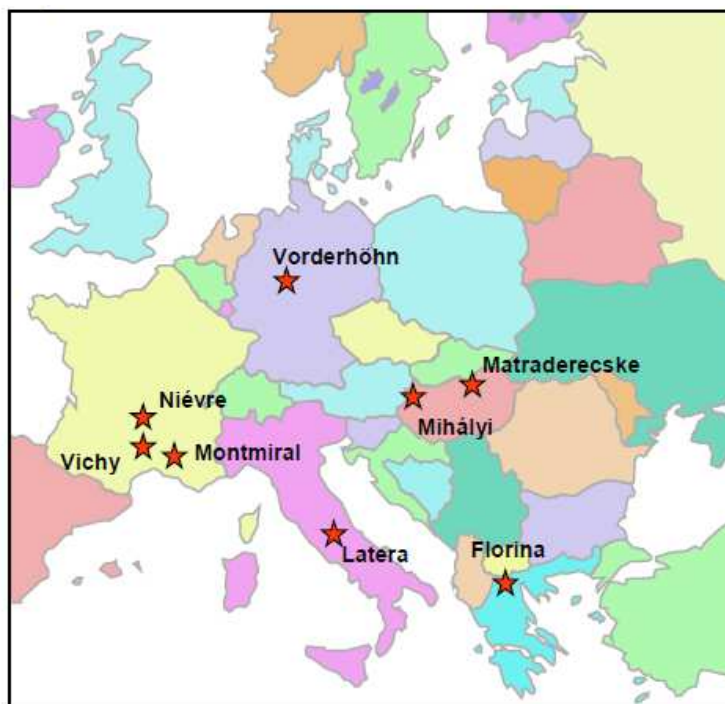 Vorderhöhn
Matraderecske
Niévre
Mihályi
Vichy
Montmiral
Latera
Florina